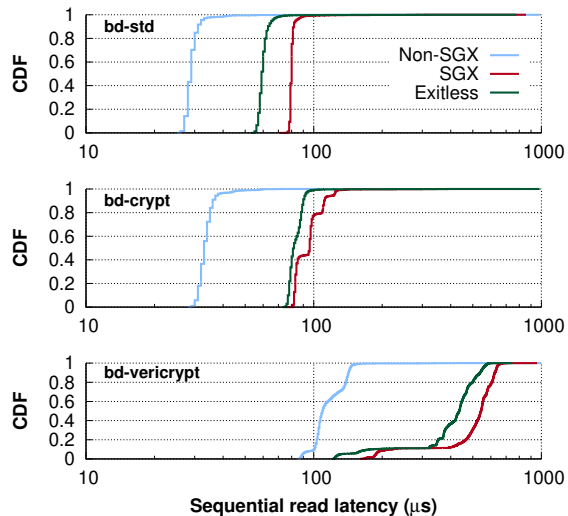 bd-std
Non-SGX
SGX
Exitless
CDF
1
0.8
0.6
0.4
0.2
0
10 100 1000
bd-crypt
CDF
1
0.8
0.6
0.4
0.2
0
10 100 1000
bd-vericrypt
CDF
1
0.8
0.6
0.4
0.2
0
10 100 1000
Sequential read latency (μs)